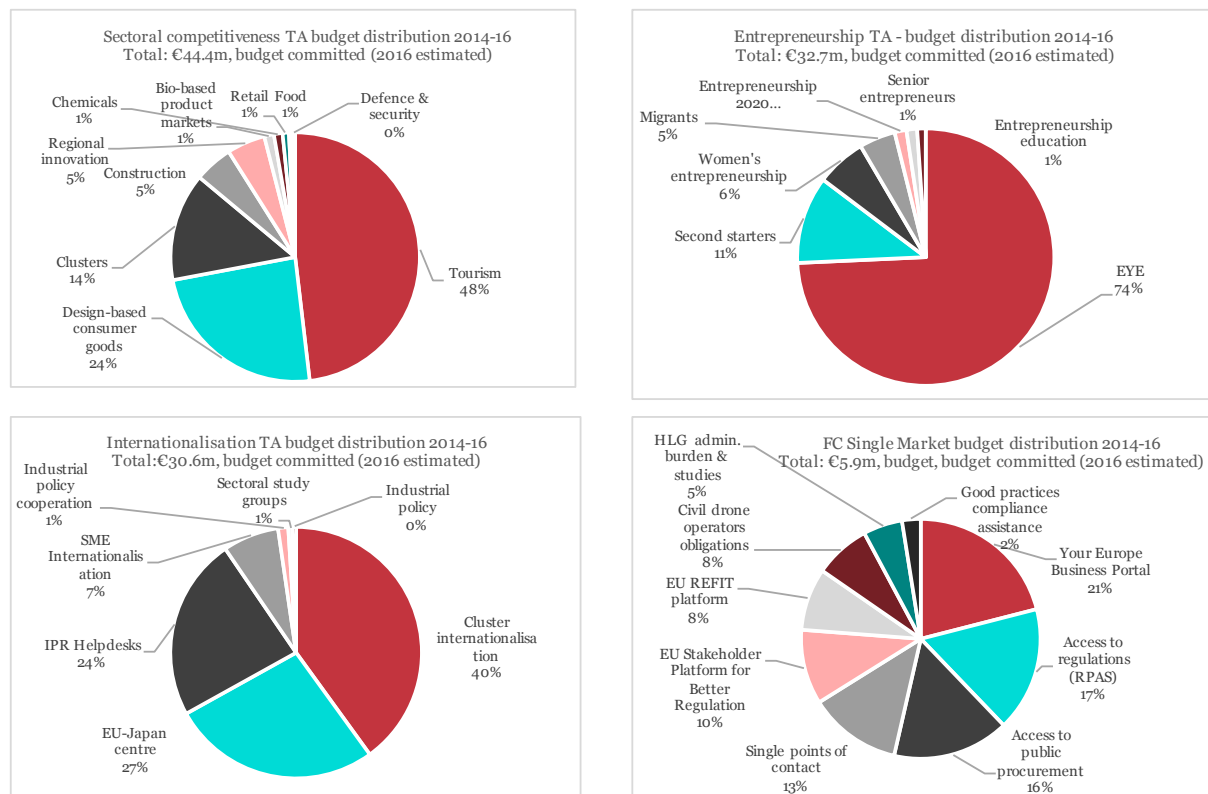 Sectoral competitiveness TA budget distribution 2014-16
Total: €44.4m, budget committed (2016 estimated)
Chemicals
1%
Bio-based
product
markets
1%
Retail
1%
Food
1%
Defence &
security
0%
Regional
innovation
5%
Construction
5%
Clusters
14%
Design-based
consumer
goods
24%
Tourism
48%
Entrepreneurship TA - budget distribution 2014-16
Total: €32.7m, budget committed (2016 estimated)
Entrepreneurship
2020...
Senior
entrepreneurs
1%
Entrepreneurship
education
1%
Migrants
5%
Women's
entrepreneurship
6%
Second starters
11%
EYE
74%
Internationalisation TA budget distribution 2014-16
Total:€30.6m, budget committed (2016 estimated)
Industrial
policy
cooperation
1%
Sectoral study
groups
1%
Industrial
policy
0%
SME
Internationalis
ation
7%
IPR Helpdesks
24%
EU-Japan
centre
27%
Cluster
internationalisa
tion
40%
FC Single Market budget distribution 2014-16
Total: €5.9m, budget, budget committed (2016 estimated)
HLG admin.
burden &
studies
5%
Good practices
compliance
assistance
2%
Civil drone
operators
obligations
8%
Your Europe
Business Portal
21%
EU REFIT
platform
8%
Access to
regulations
(RPAS)
17%
EU Stakeholder
Platform for
Better
Regulation
10%
Single points of
contact
13%
Access to
public
procurement
16%